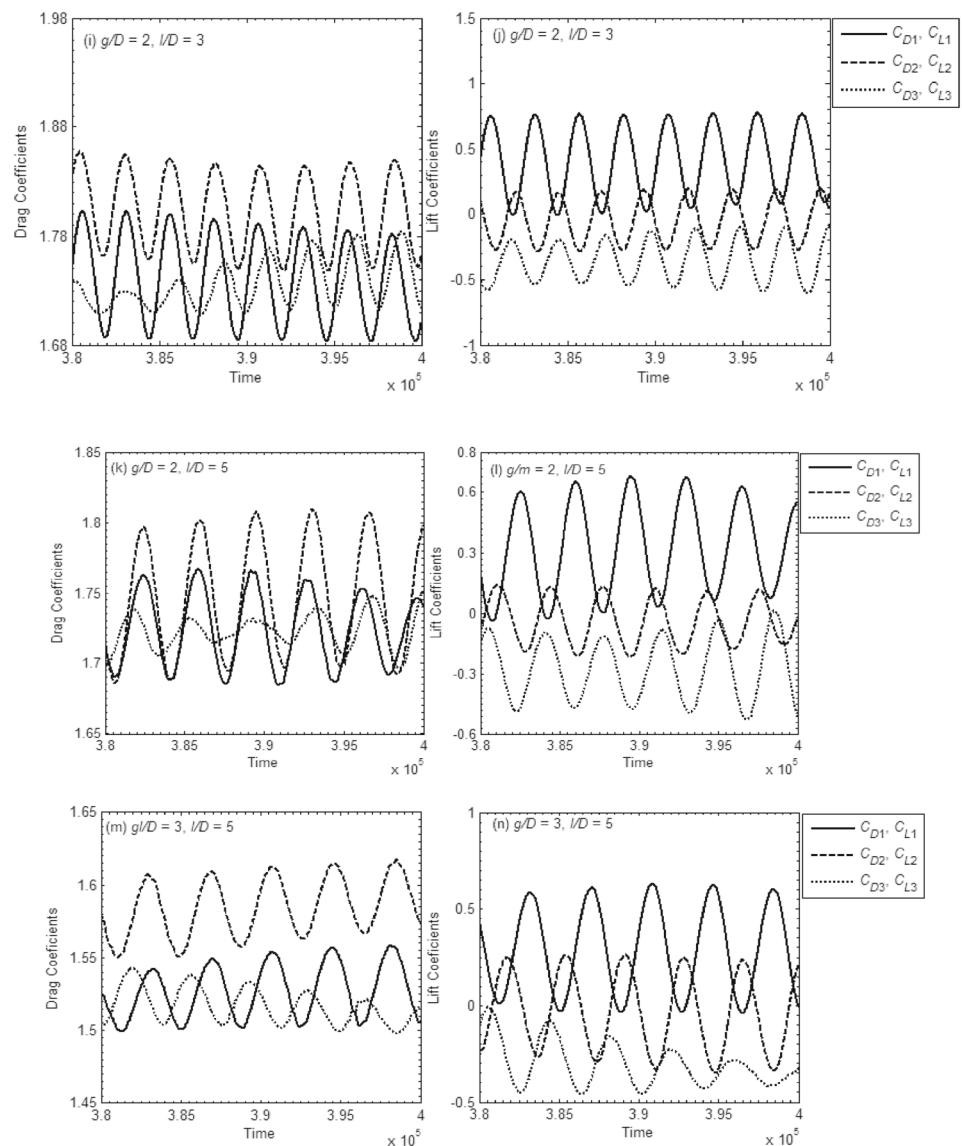 (i) g/D = 2, l/D = 3
Drag Coefficients
1.98
1.88
1.78
1.68
3.8 3.85 3.9 3.95 4
Time
x 10^5
(j) g/D = 2, l/D = 3
Lift Coefficients
1.5
1
0.5
0
-0.5
-1
3.8 3.85 3.9 3.95 4
Time
x 10^5
C_D1, C_L1
C_D2, C_L2
C_D3, C_L3
(k) g/D = 2, l/D = 5
Drag Coefficients
1.85
1.8
1.75
1.7
1.65
3.8 3.85 3.9 3.95 4
Time
x 10^5
(l) g/m = 2, l/D = 5
Lift Coefficients
0.8
0.6
0.3
0
-0.3
-0.6
3.8 3.85 3.9 3.95 4
Time
x 10^5
C_D1, C_L1
C_D2, C_L2
C_D3, C_L3
(m) gl/D = 3, l/D = 5
Drag Coefficients
1.65
1.6
1.55
1.5
1.45
3.8 3.85 3.9 3.95 4
Time
x 10^5
(n) g/D = 3, l/D = 5
Lift Coeficients
1
0.5
0
-0.5
3.8 3.85 3.9 3.95 4
Time
x 10^5
C_D1, C_L1
C_D2, C_L2
C_D3, C_L3